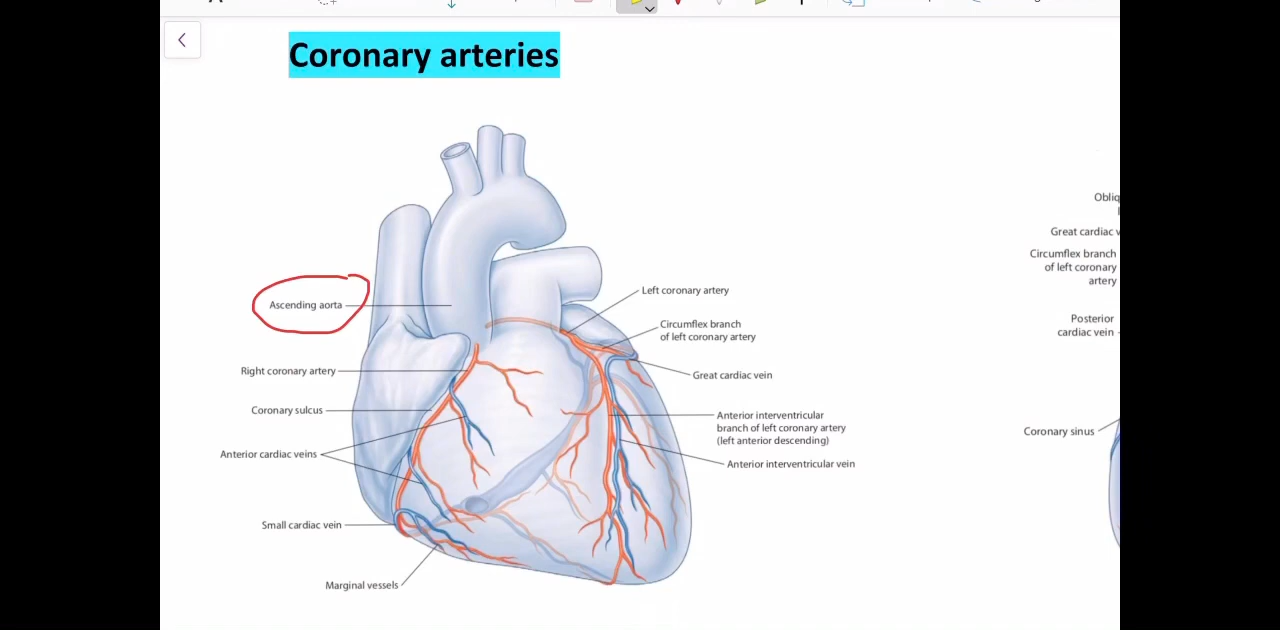 Coronary arteries
Ascending aorta
Right coronary artery
Coronary sulcus
Anterior cardiac veins
Small cardiac vein
Marginal vessels
Left coronary artery
Circumflex branch
of left coronary artery
Great cardiac vein
Anterior interventricular
branch of left coronary artery
(left anterior descending)
Anterior interventricular vein
Great cardiac
Circumflex branch
of left coronary
artery
Posterior
cardiac vein
Coronary sinus